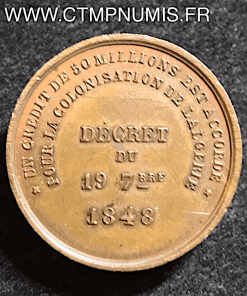 WWW.CTMPNUMIS.FR
* UN CREDIT DE 50 MILLIONS EST ACCORDE *
POUR LA COLONISATION DE L'ALGERIE
DÉCRET
DU
19 7BRE
1848